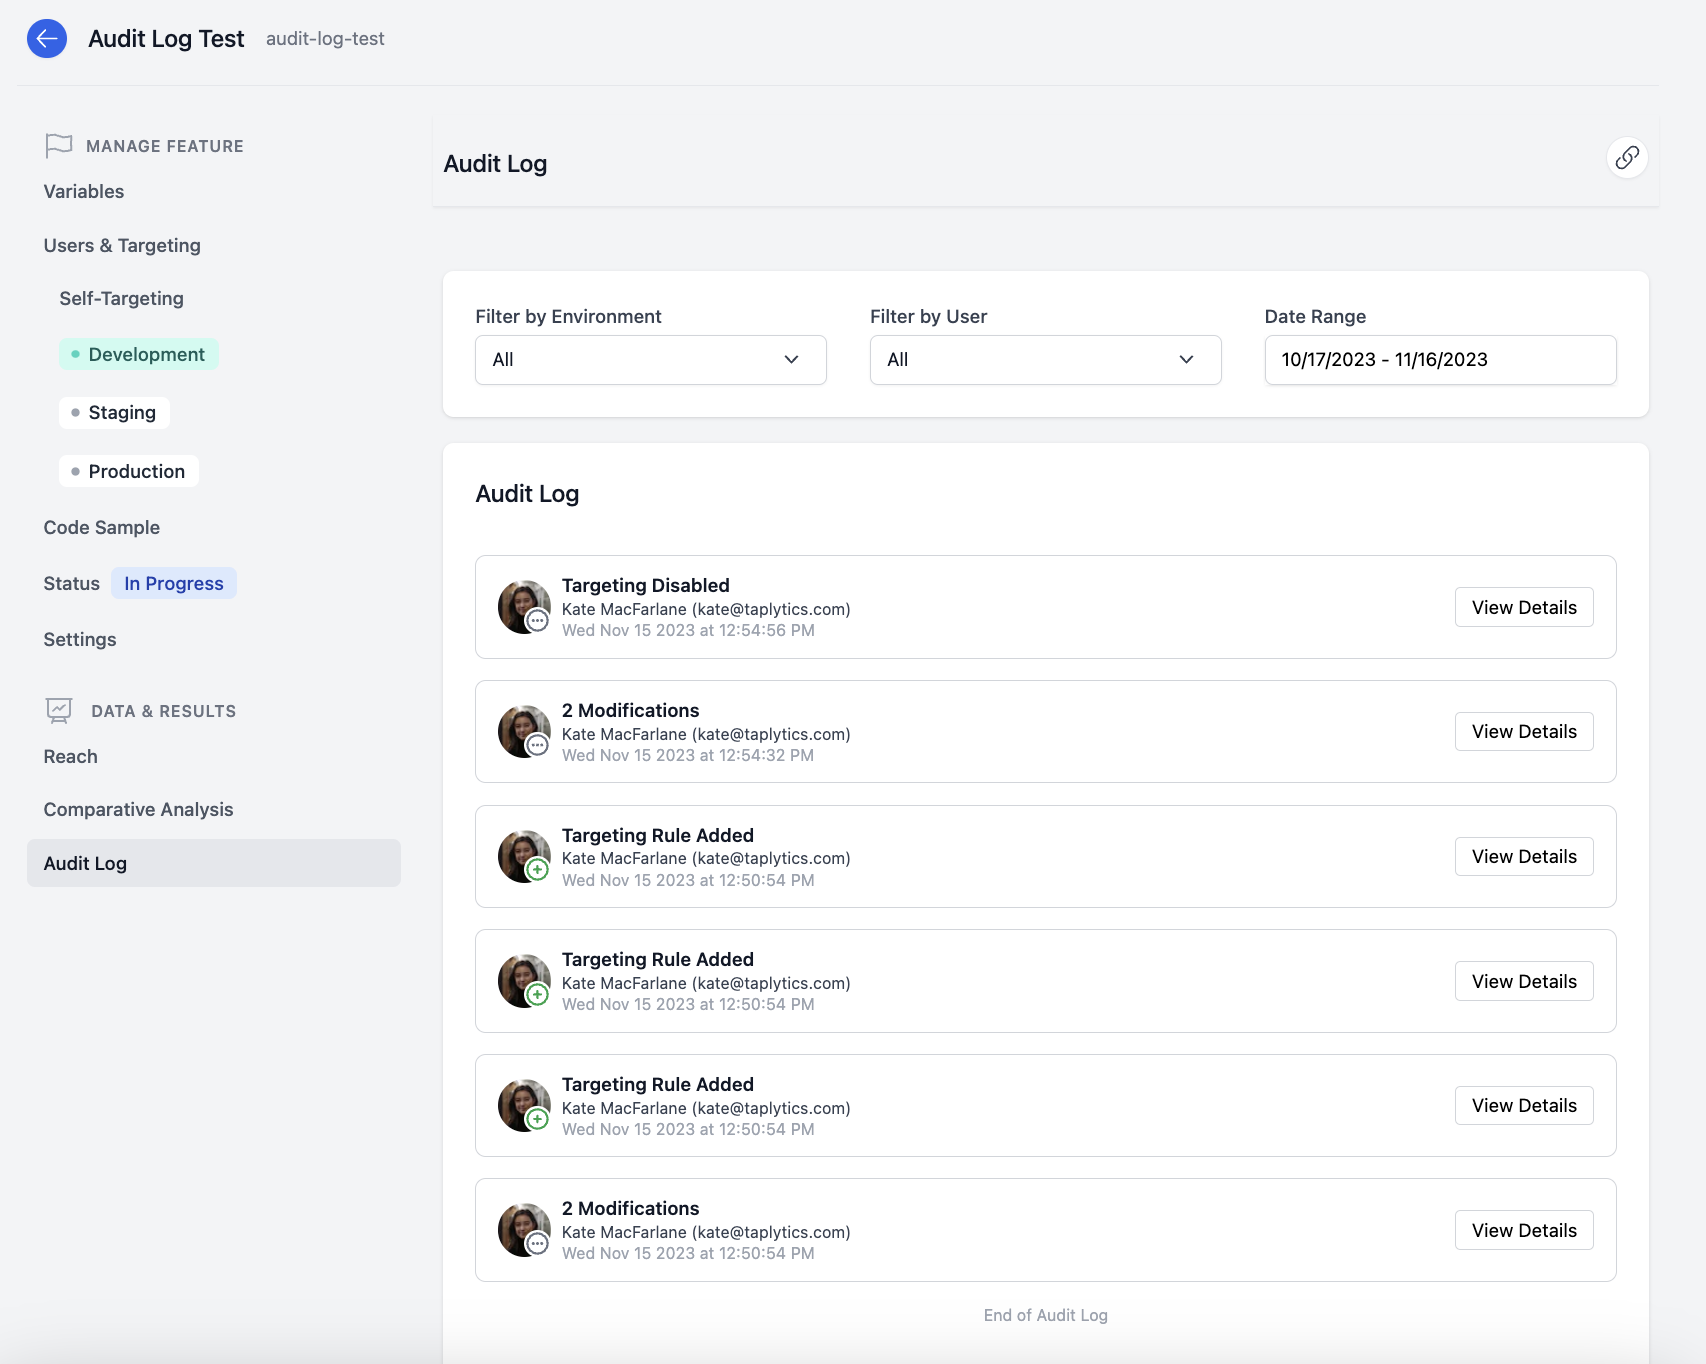 Audit Log Test audit-log-test
MANAGE FEATURE
Variables
Users & Targeting
Self-Targeting
Development
Staging
Production
Code Sample
Status In Progress
Settings
DATA & RESULTS
Reach
Comparative Analysis
Audit Log
Audit Log
Filter by Environment
All
Filter by User
All
Date Range
10/17/2023 - 11/16/2023
Audit Log
Targeting Disabled
Kate MacFarlane (kate@taplytics.com)
Wed Nov 15 2023 at 12:54:56 PM
View Details
2 Modifications
Kate MacFarlane (kate@taplytics.com)
Wed Nov 15 2023 at 12:54:32 PM
View Details
Targeting Rule Added
Kate MacFarlane (kate@taplytics.com)
Wed Nov 15 2023 at 12:50:54 PM
View Details
Targeting Rule Added
Kate MacFarlane (kate@taplytics.com)
Wed Nov 15 2023 at 12:50:54 PM
View Details
Targeting Rule Added
Kate MacFarlane (kate@taplytics.com)
Wed Nov 15 2023 at 12:50:54 PM
View Details
2 Modifications
Kate MacFarlane (kate@taplytics.com)
Wed Nov 15 2023 at 12:50:54 PM
View Details
End of Audit Log